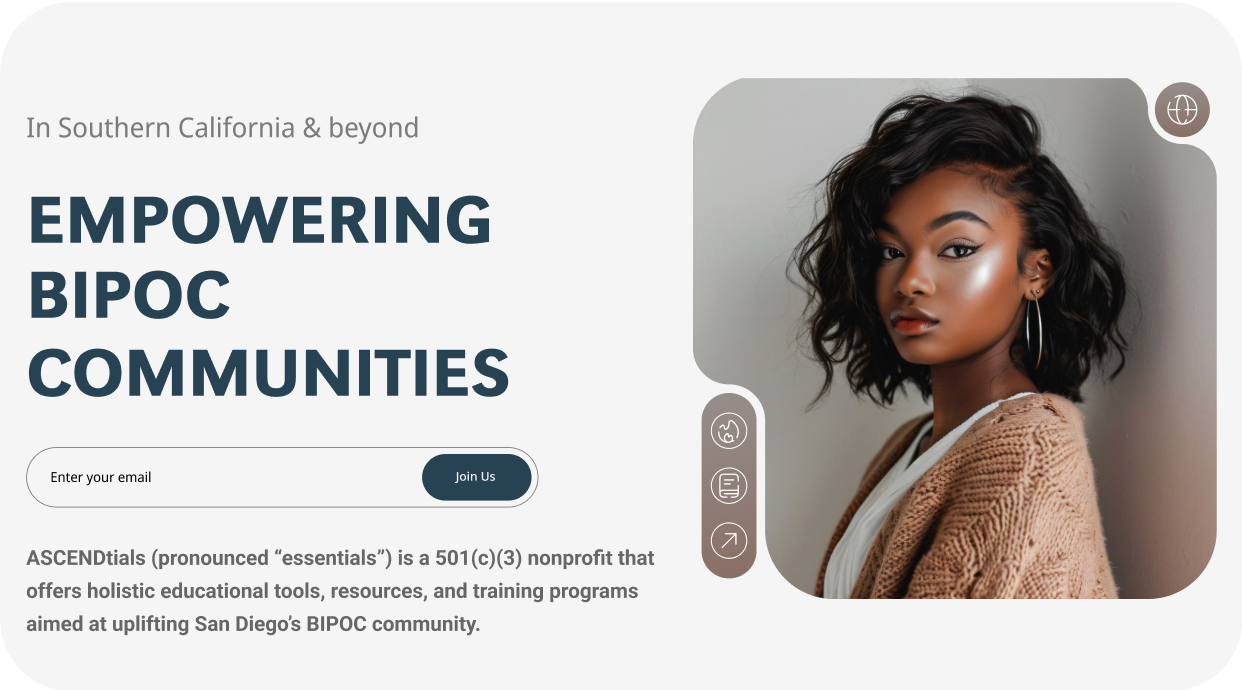 In Southern California & beyond
EMPOWERING
BIPOC
COMMUNITIES
Enter your email
Join Us
ASCENDtials (pronounced “essentials”) is a 501(c)(3) nonprofit that
offers holistic educational tools, resources, and training programs
aimed at uplifting San Diego’s BIPOC community.